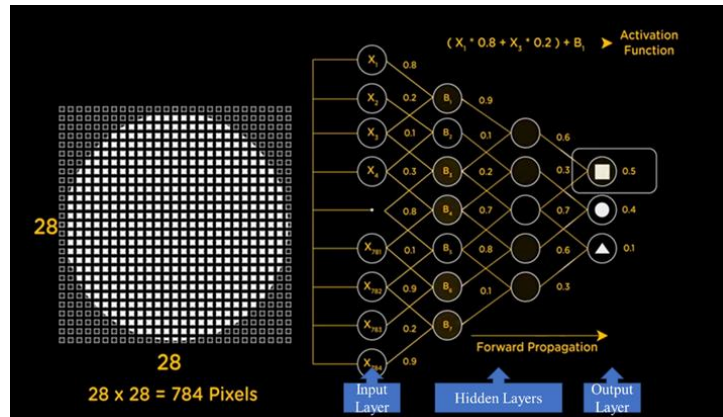 ( X₁ * 0.8 + X₃ * 0.2 ) + B₁ Activation Function
X₁ 0.8
X₂ 0.2 B₁ 0.9
X₃ 0.1 B₂ 0.1 0.6
X₄ 0.3 B₃ 0.2 0.3 0.5
28 0.8 B₄ 0.7 0.7 0.4
X₇₈₁ 0.1 B₅ 0.8 0.6 0.1
X₇₈₂ 0.9 B₆ 0.1 0.3
X₇₈₃ 0.2 B₇
Forward Propagation
28 X₇₈₄ 0.9
28 x 28 = 784 Pixels
Input Layer
Hidden Layers
Output Layer